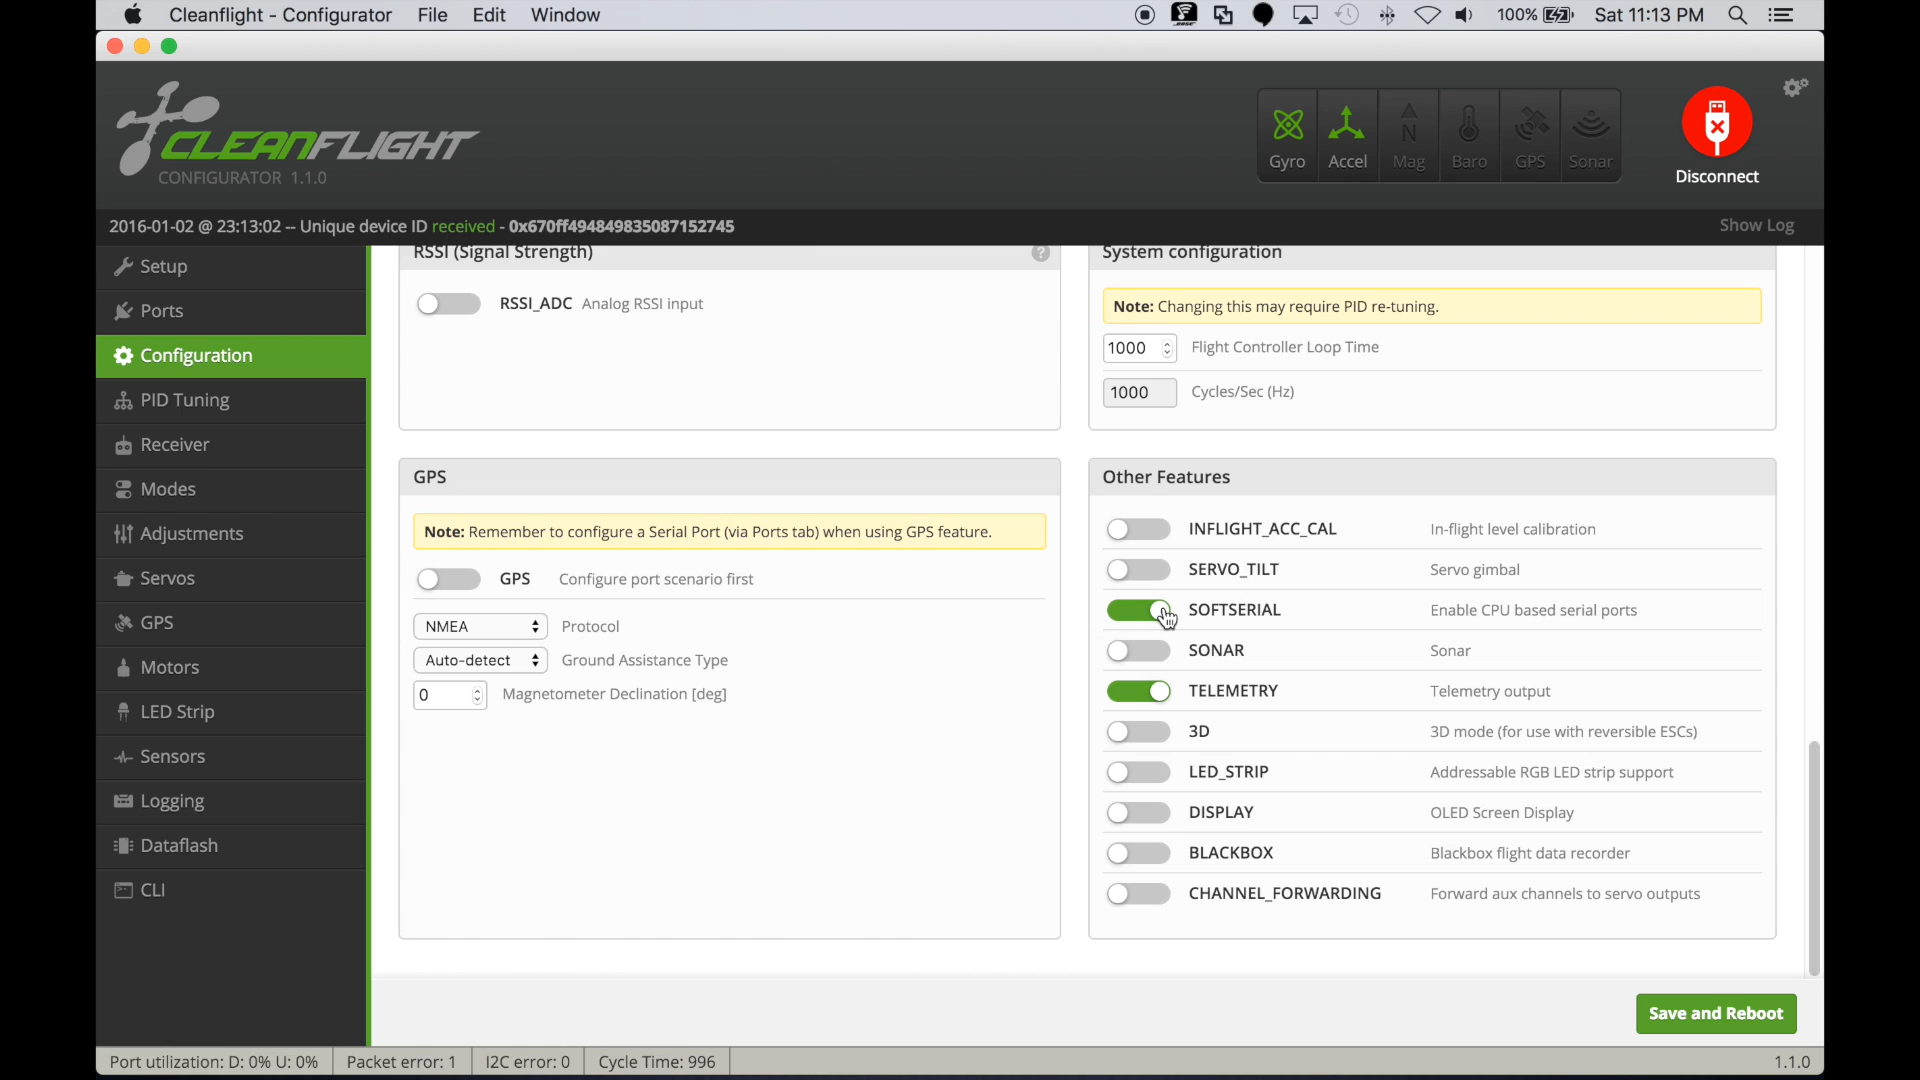 Cleanflight - Configurator File Edit Window 100% Sat 11:13 PM
CLEANFLIGHT
CONFIGURATOR 1.1.0
Gyro Accel Mag Baro GPS Sonar
Disconnect
2016-01-02 @ 23:13:02 -- Unique device ID received - 0x670ff494849835087152745
Show Log
Setup
Ports
Configuration
PID Tuning
Receiver
Modes
Adjustments
Servos
GPS
Motors
LED Strip
Sensors
Logging
Dataflash
CLI
RSSI (Signal Strength)
RSSI_ADC Analog RSSI input
System configuration
Note: Changing this may require PID re-tuning.
1000 Flight Controller Loop Time
1000 Cycles/Sec (Hz)
GPS
Note: Remember to configure a Serial Port (via Ports tab) when using GPS feature.
GPS Configure port scenario first
NMEA Protocol
Auto-detect Ground Assistance Type
0 Magnetometer Declination [deg]
Other Features
INFLIGHT_ACC_CAL In-flight level calibration
SERVO_TILT Servo gimbal
SOFTSERIAL Enable CPU based serial ports
SONAR Sonar
TELEMETRY Telemetry output
3D 3D mode (for use with reversible ESCs)
LED_STRIP Addressable RGB LED strip support
DISPLAY OLED Screen Display
BLACKBOX Blackbox flight data recorder
CHANNEL_FORWARDING Forward aux channels to servo outputs
Save and Reboot
Port utilization: D: 0% U: 0% Packet error: 1 I2C error: 0 Cycle Time: 996 1.1.0